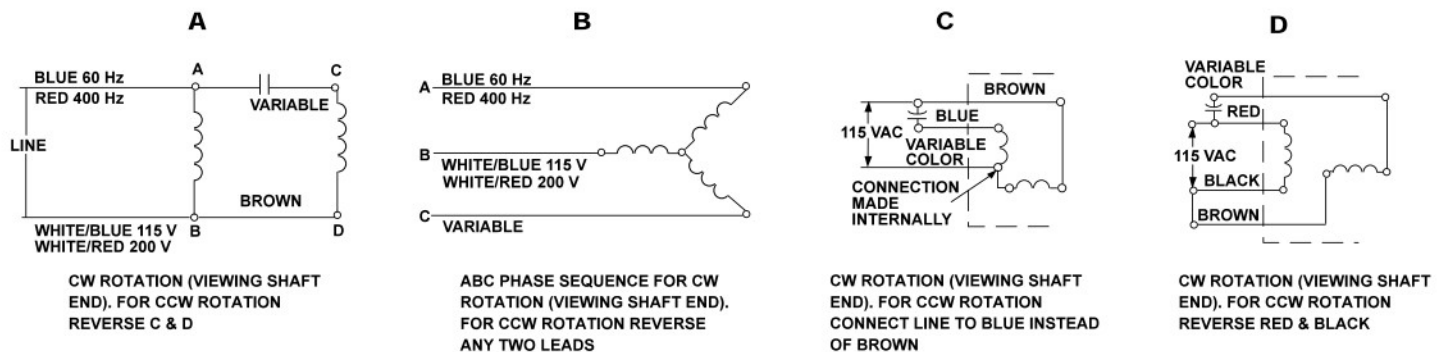 A
BLUE 60 Hz
RED 400 Hz
A
C
VARIABLE
LINE
BROWN
WHITE/BLUE 115 V
WHITE/RED 200 V
B
D
CW ROTATION (VIEWING SHAFT
END). FOR CCW ROTATION
REVERSE C & D
B
A
BLUE 60 Hz
RED 400 Hz
B
WHITE/BLUE 115 V
WHITE/RED 200 V
C
VARIABLE
ABC PHASE SEQUENCE FOR CW
ROTATION (VIEWING SHAFT END).
FOR CCW ROTATION REVERSE
ANY TWO LEADS
C
BROWN
115 VAC
BLUE
VARIABLE
COLOR
CONNECTION
MADE
INTERNALLY
CW ROTATION (VIEWING SHAFT
END). FOR CCW ROTATION
CONNECT LINE TO BLUE INSTEAD
OF BROWN
D
VARIABLE
COLOR
RED
115 VAC
BLACK
BROWN
CW ROTATION (VIEWING SHAFT
END). FOR CCW ROTATION
REVERSE RED & BLACK